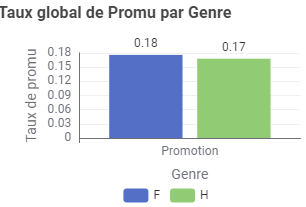 Taux global de Promu par Genre
Taux de promu
0.18
0.15
0.12
0.09
0.06
0.03
0
0.18
0.17
Promotion
Genre
F
H